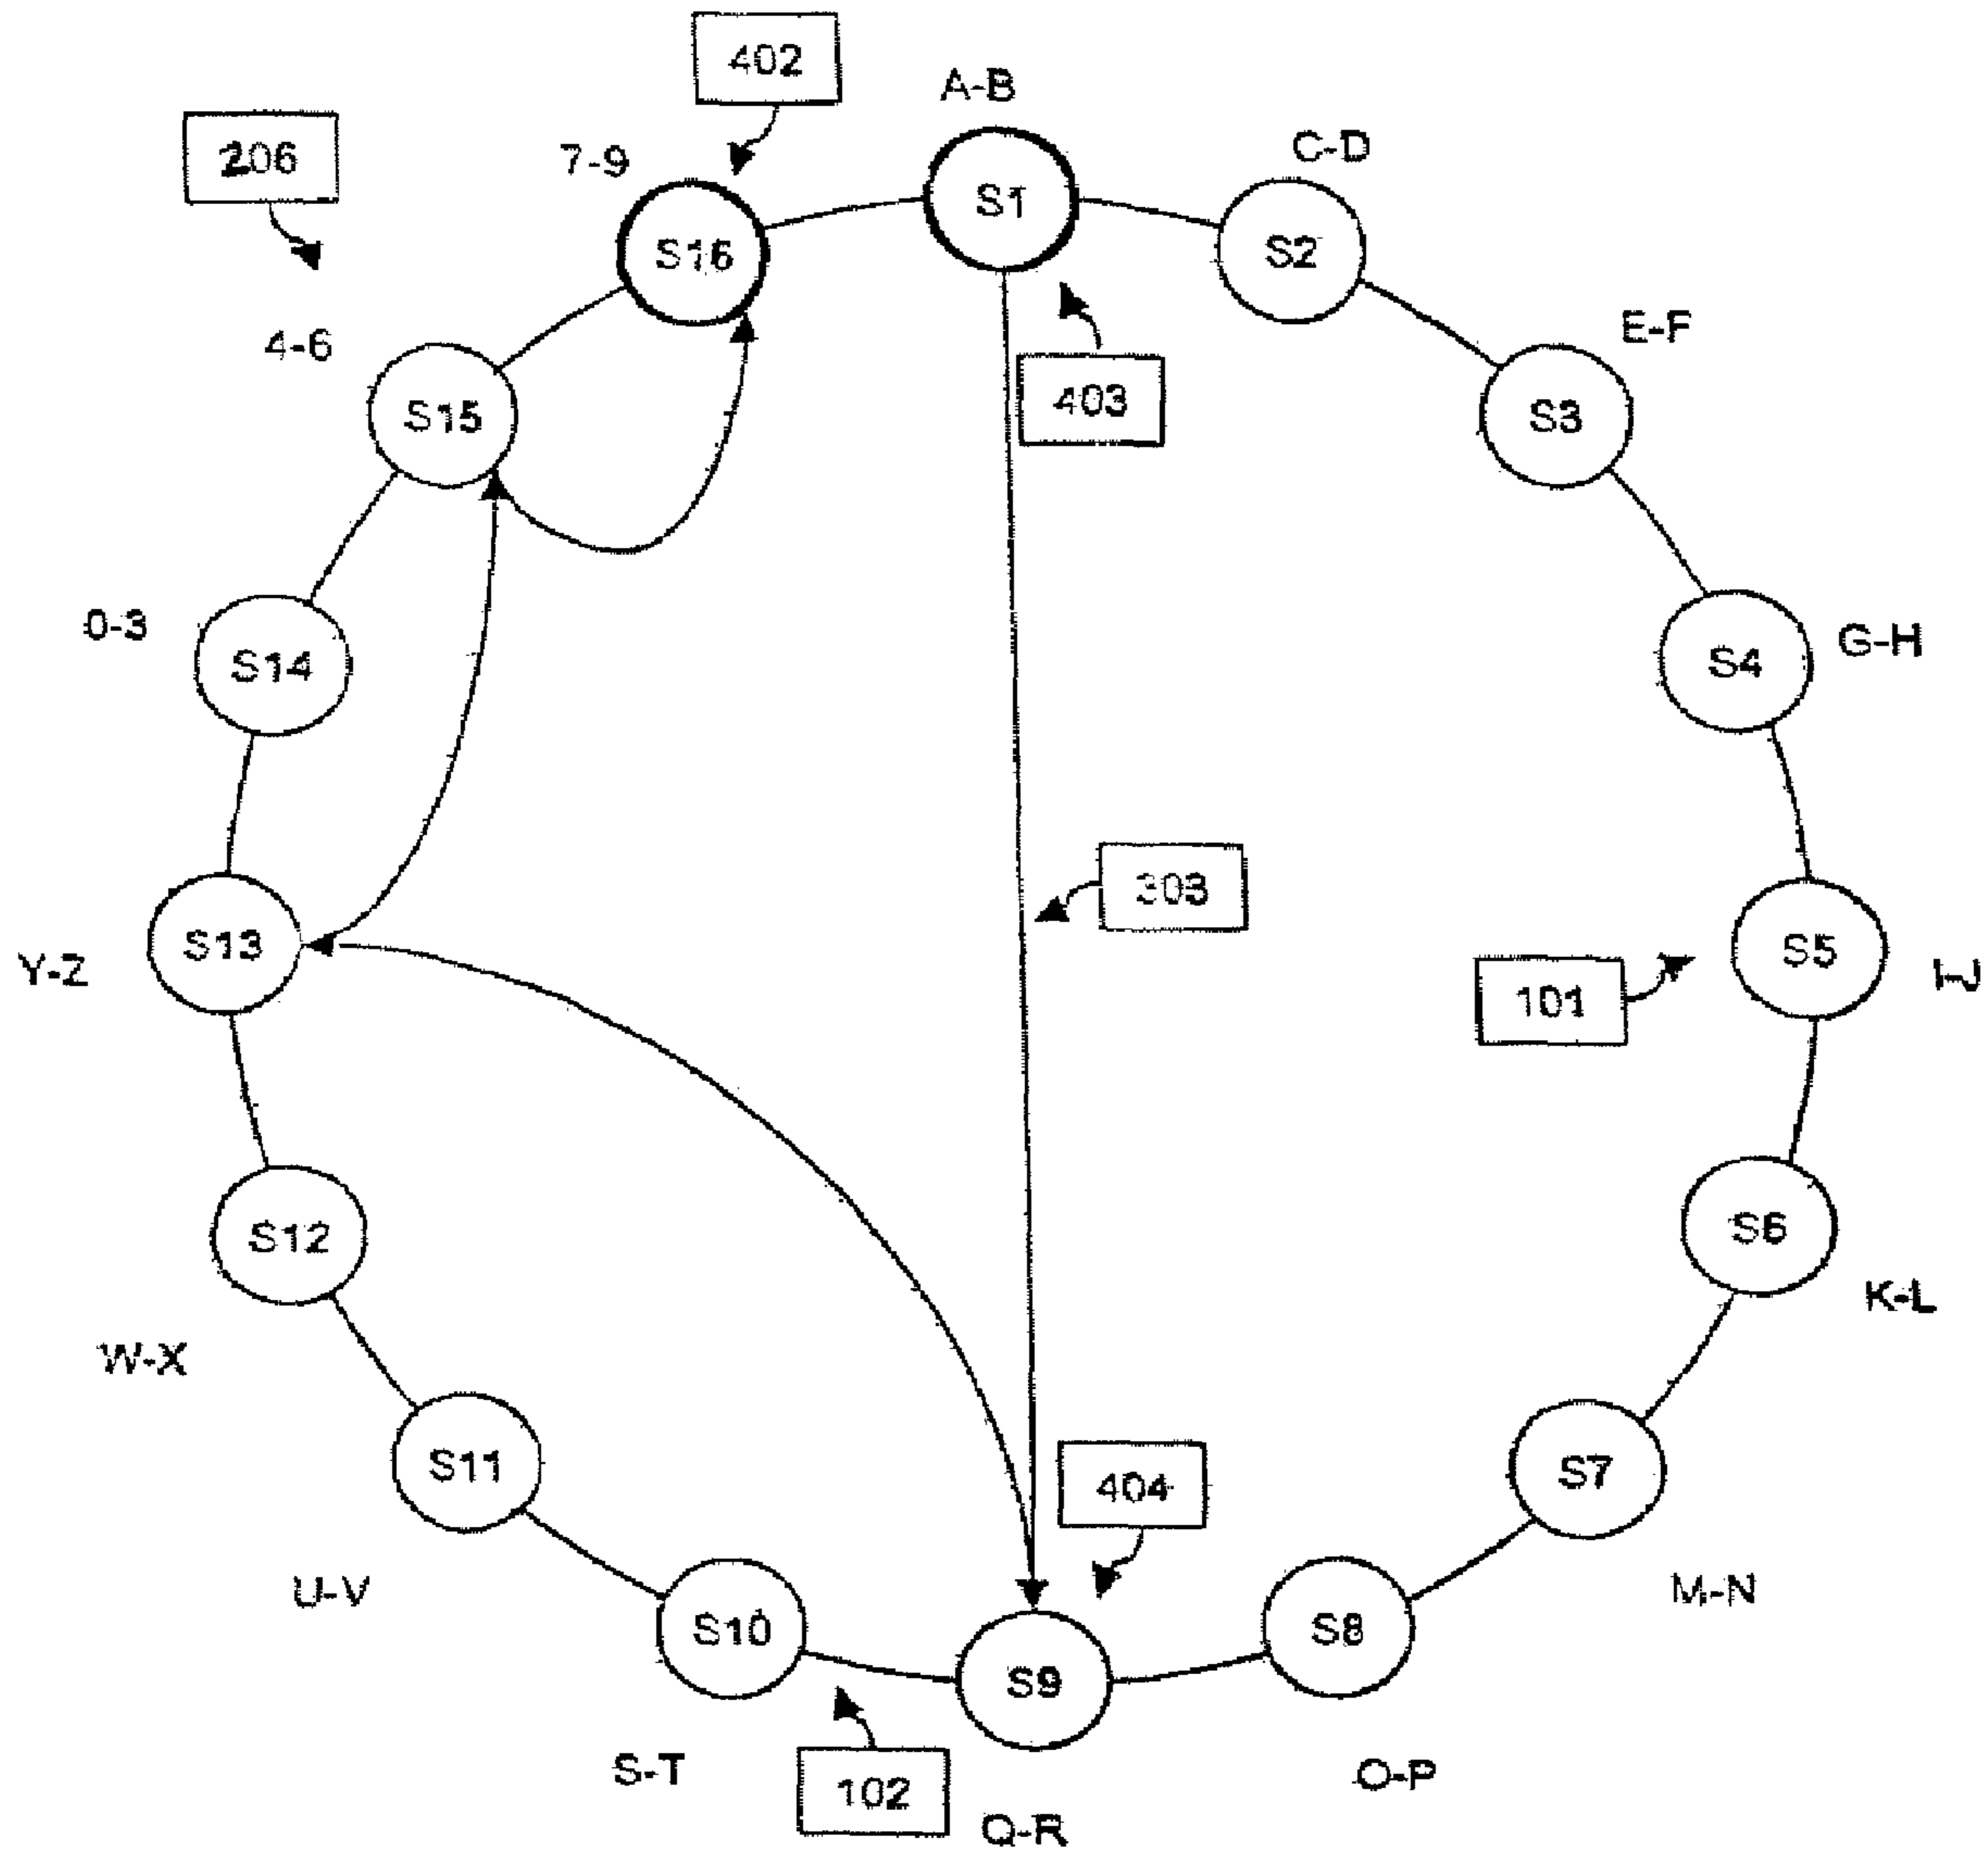 402
A-B
206
7-9
C-D
S1
S16
S2
E-F
4-6
403
S15
S3
0-3
S14
S4
G-H
303
S13
S5
Y-Z
I-J
101
S12
S6
K-L
W-X
S11
404
S7
U-V
S10
S8
M-N
S9
S-T
102
O-P
Q-R